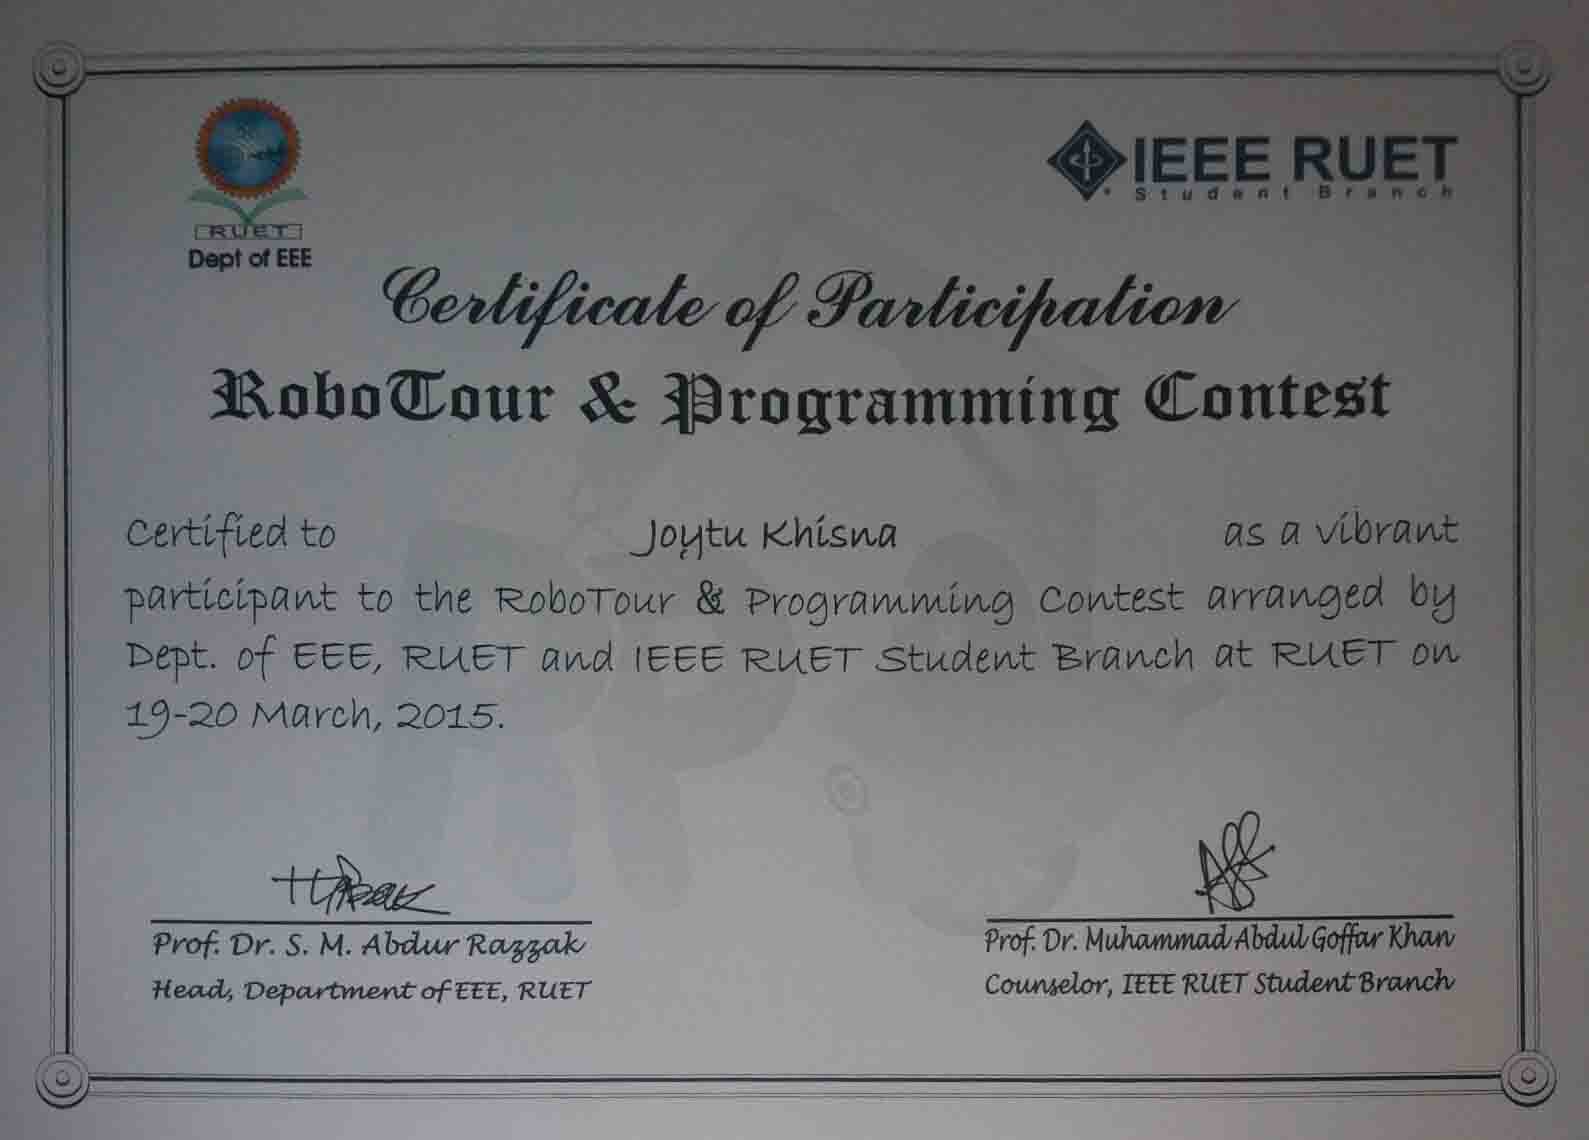 RUET
Dept of EEE
IEEE RUET
Student Branch
Certificate of Participation
RoboTour & Programming Contest
Certified to Joytu Khisna as a vibrant
participant to the RoboTour & Programming Contest arranged by
Dept. of EEE, RUET and IEEE RUET Student Branch at RUET on
19-20 March, 2015.
Prof. Dr. S. M. Abdur Razzak
Head, Department of EEE, RUET
Prof. Dr. Muhammad Abdul Goffar Khan
Counselor, IEEE RUET Student Branch